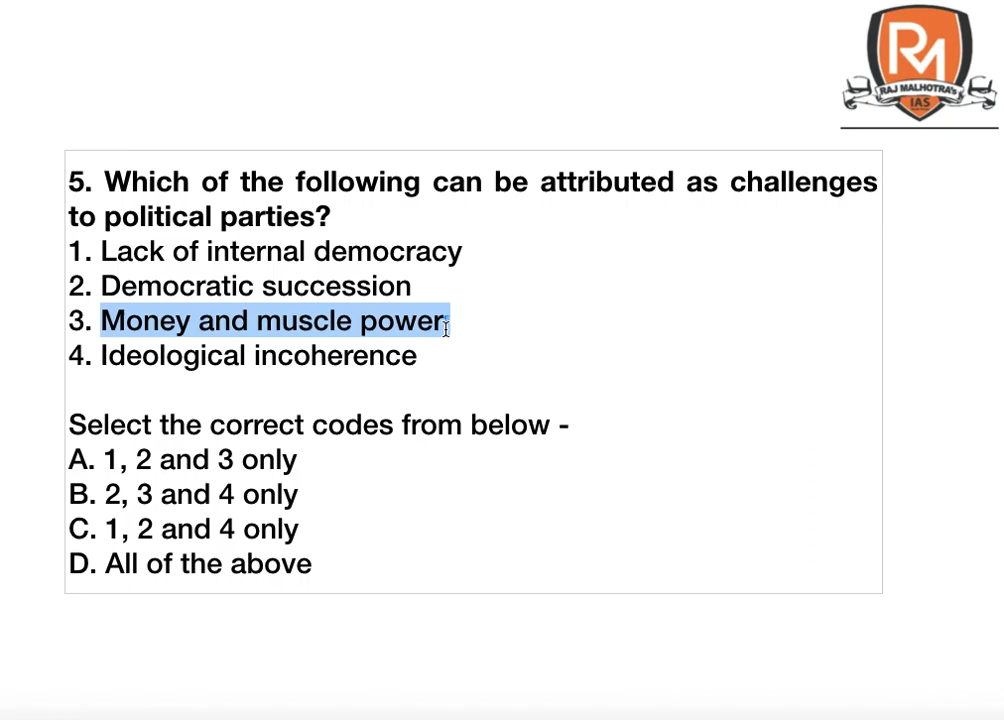 RM
RAJ MALHOTRA's
IAS
5. Which of the following can be attributed as challenges
to political parties?
1. Lack of internal democracy
2. Democratic succession
3. Money and muscle power
4. Ideological incoherence
Select the correct codes from below -
A. 1, 2 and 3 only
B. 2, 3 and 4 only
C. 1, 2 and 4 only
D. All of the above